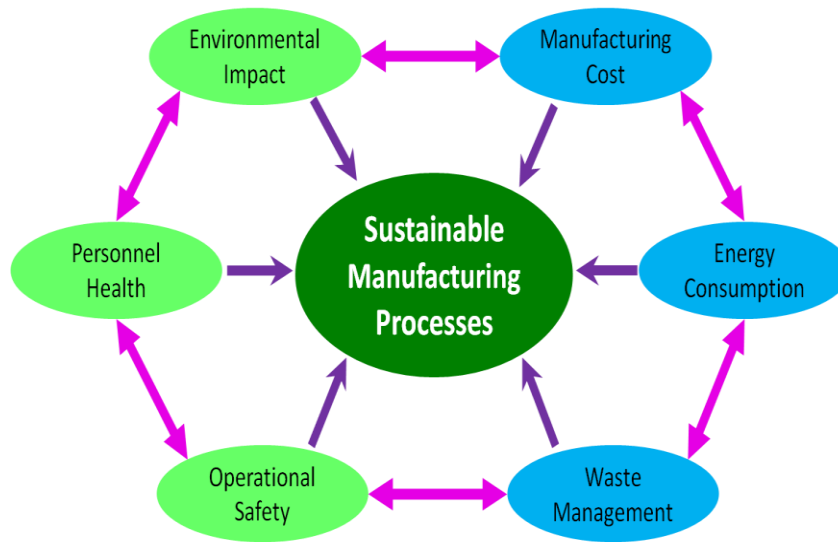 Environmental
Impact
Manufacturing
Cost
Sustainable
Manufacturing
Processes
Personnel
Health
Energy
Consumption
Operational
Safety
Waste
Management